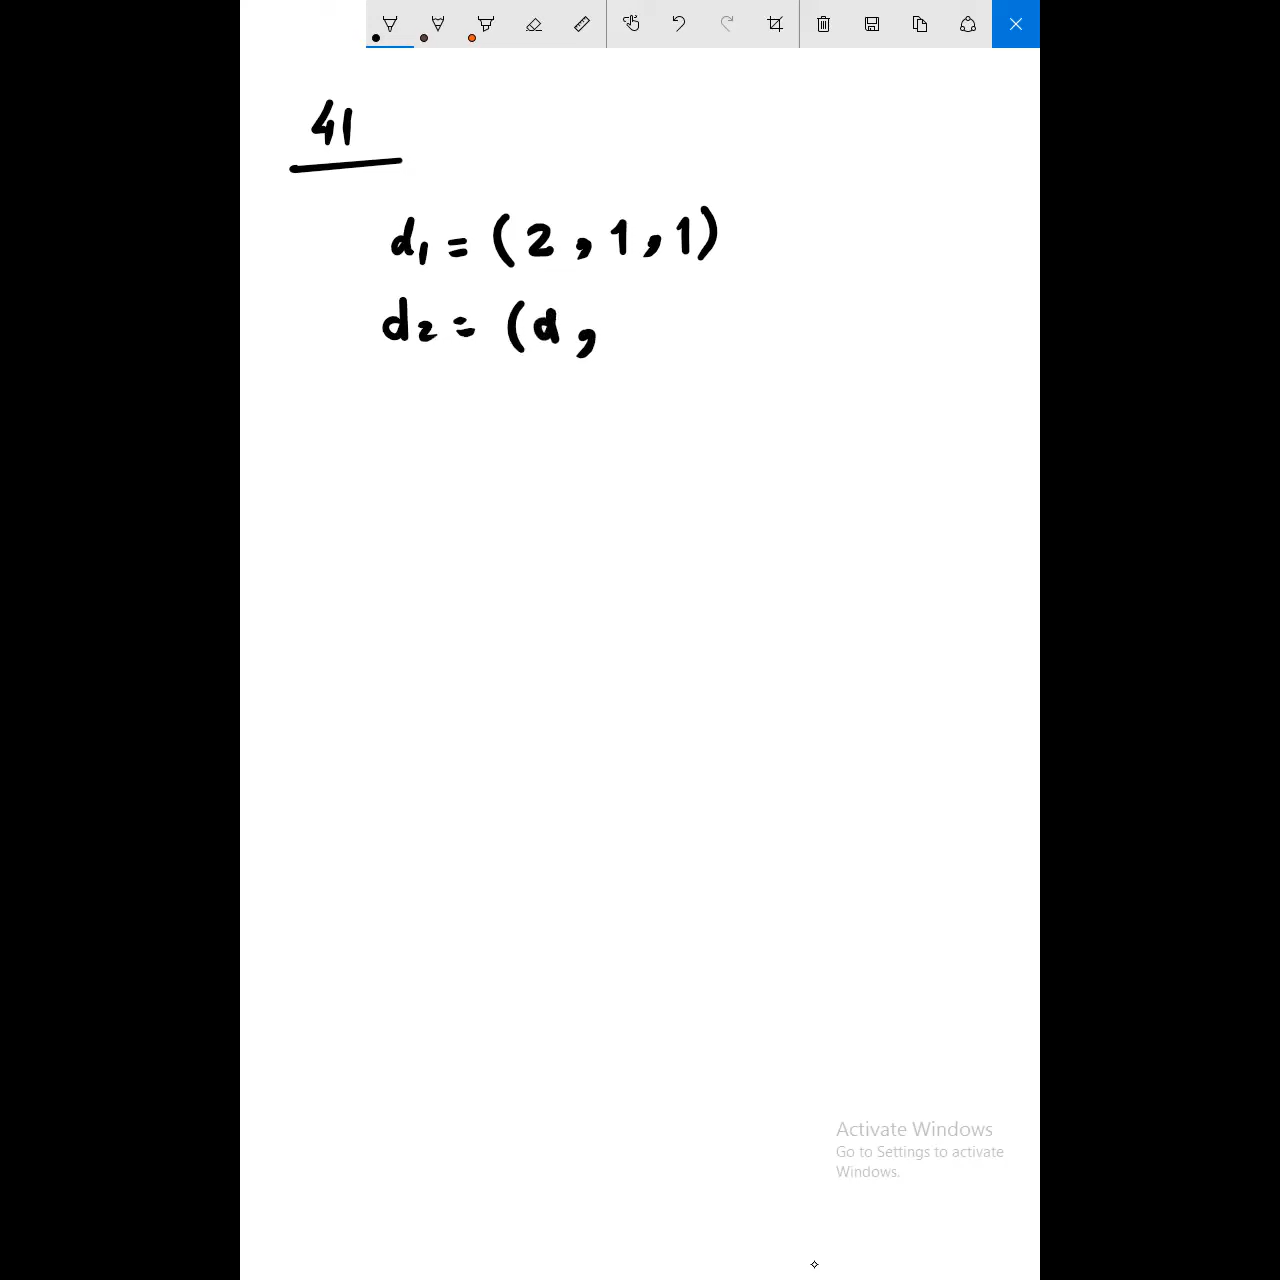 41
d1 = (2, 1, 1)
d2 = (d,
Activate Windows
Go to Settings to activate
Windows.